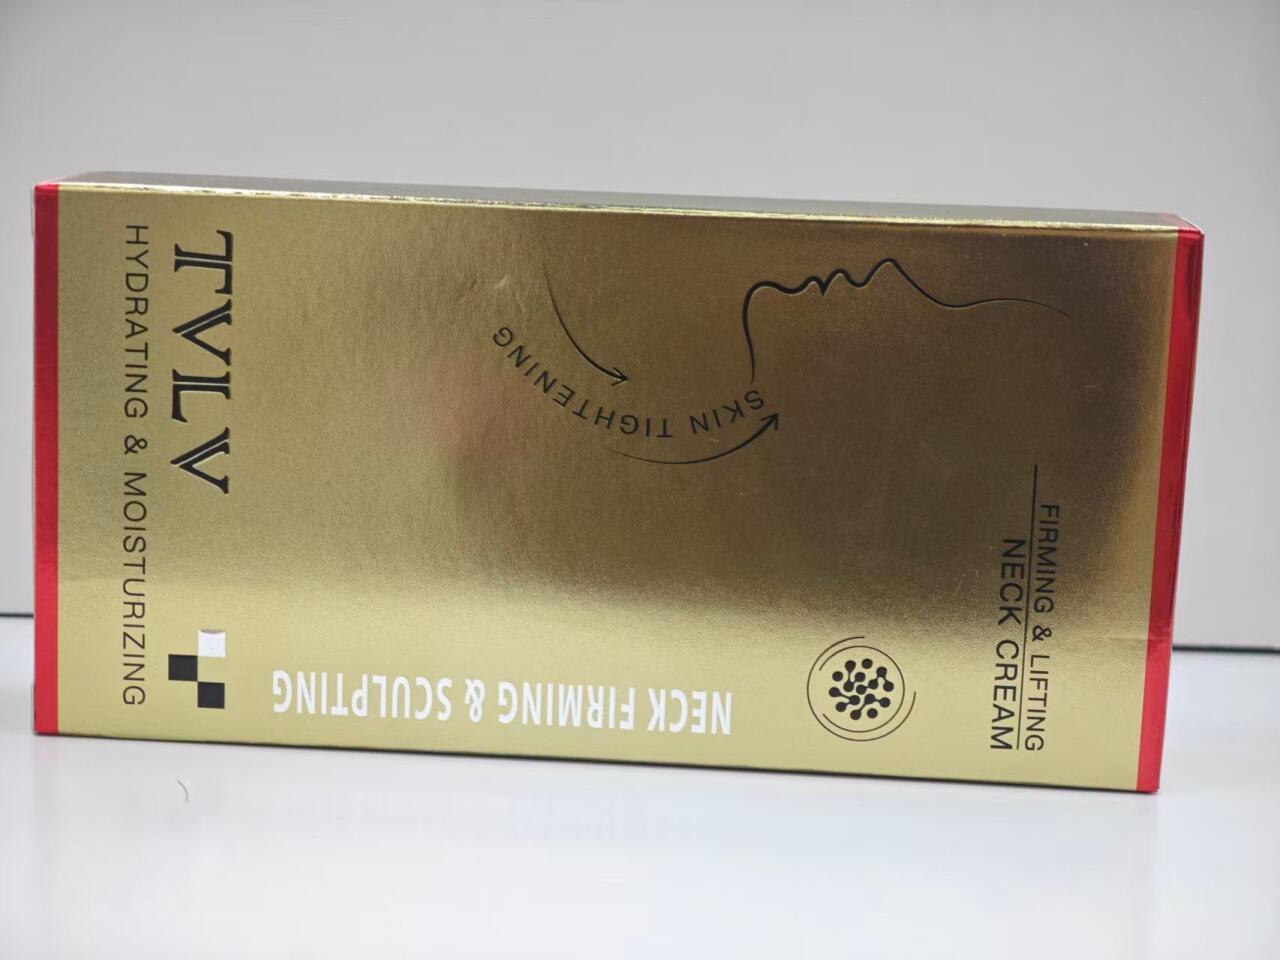 FIRMING & LIFTING
NECK CREAM
SKIN TIGHTENING
NECK FIRMING & SCULPTING
TVLV
HYDRATING & MOISTURIZING